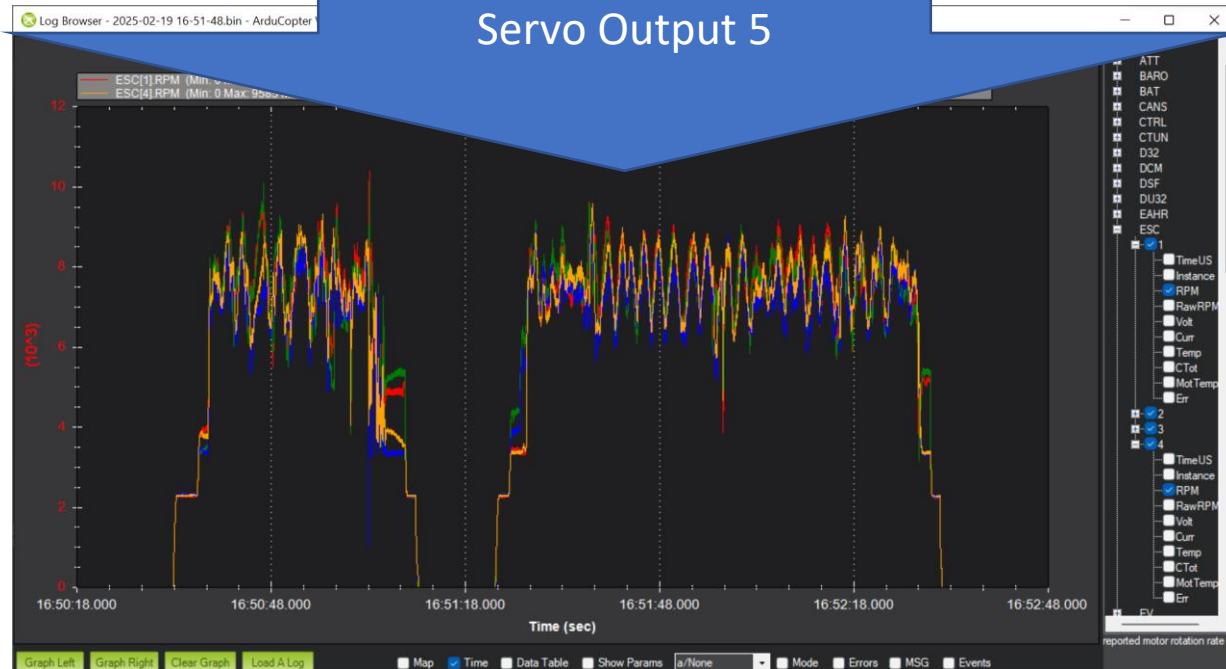 Log Browser - 2025-02-19 16-51-48.bin - ArduCopter
Servo Output 5
ESC[1].RPM (Min: 0
ESC[4].RPM (Min: 0 Max: 9585
12
10
8
6
4
2
0
(10^3)
16:50:18.000
16:50:48.000
16:51:18.000
16:51:48.000
16:52:18.000
16:52:48.000
Time (sec)
ATT
BARO
BAT
CANS
CTRL
CTUN
D32
DCM
DSF
DU32
EAHR
ESC
1
TimeUS
Instance
RPM
RawRPM
Volt
Curr
Temp
CTot
MotTemp
Err
2
3
4
TimeUS
Instance
RPM
RawRPM
Volt
Curr
Temp
CTot
MotTemp
Err
EV
reported motor rotation rate
Graph Left
Graph Right
Clear Graph
Load A Log
Map
Time
Data Table
Show Params
a/None
Mode
Errors
MSG
Events